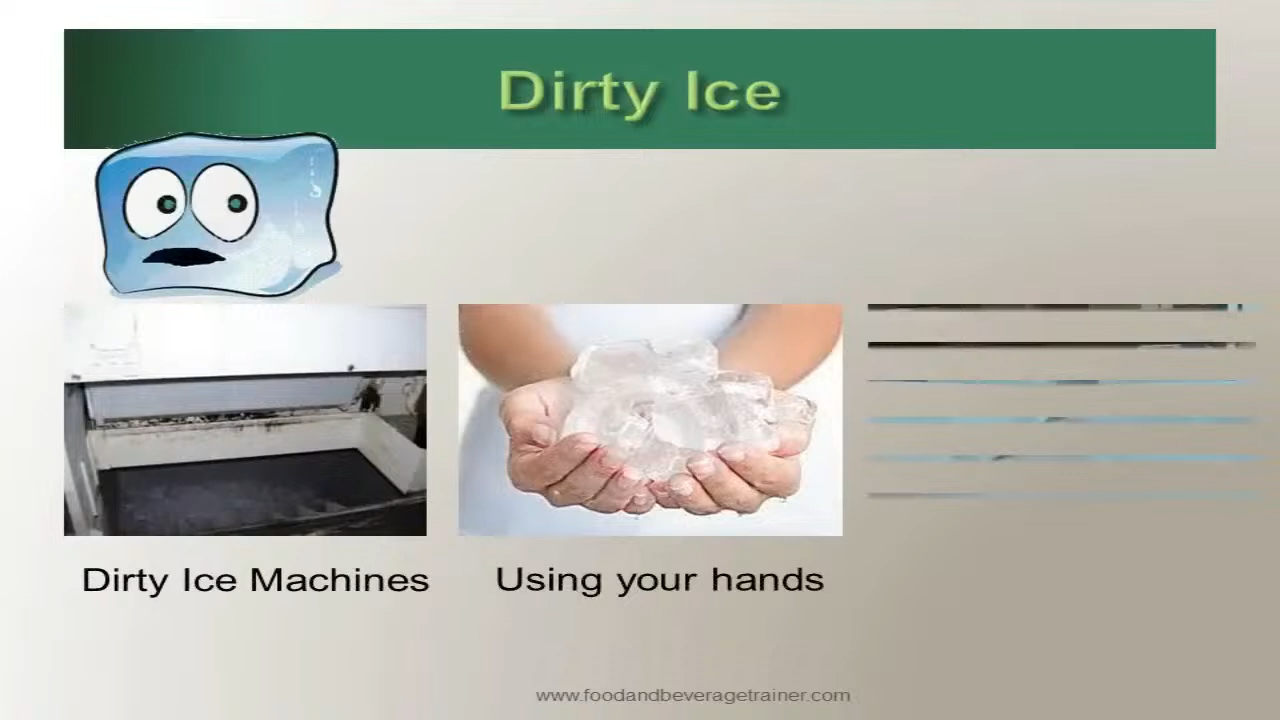 Dirty Ice
Dirty Ice Machines
Using your hands
www.foodandbeveragetrainer.com